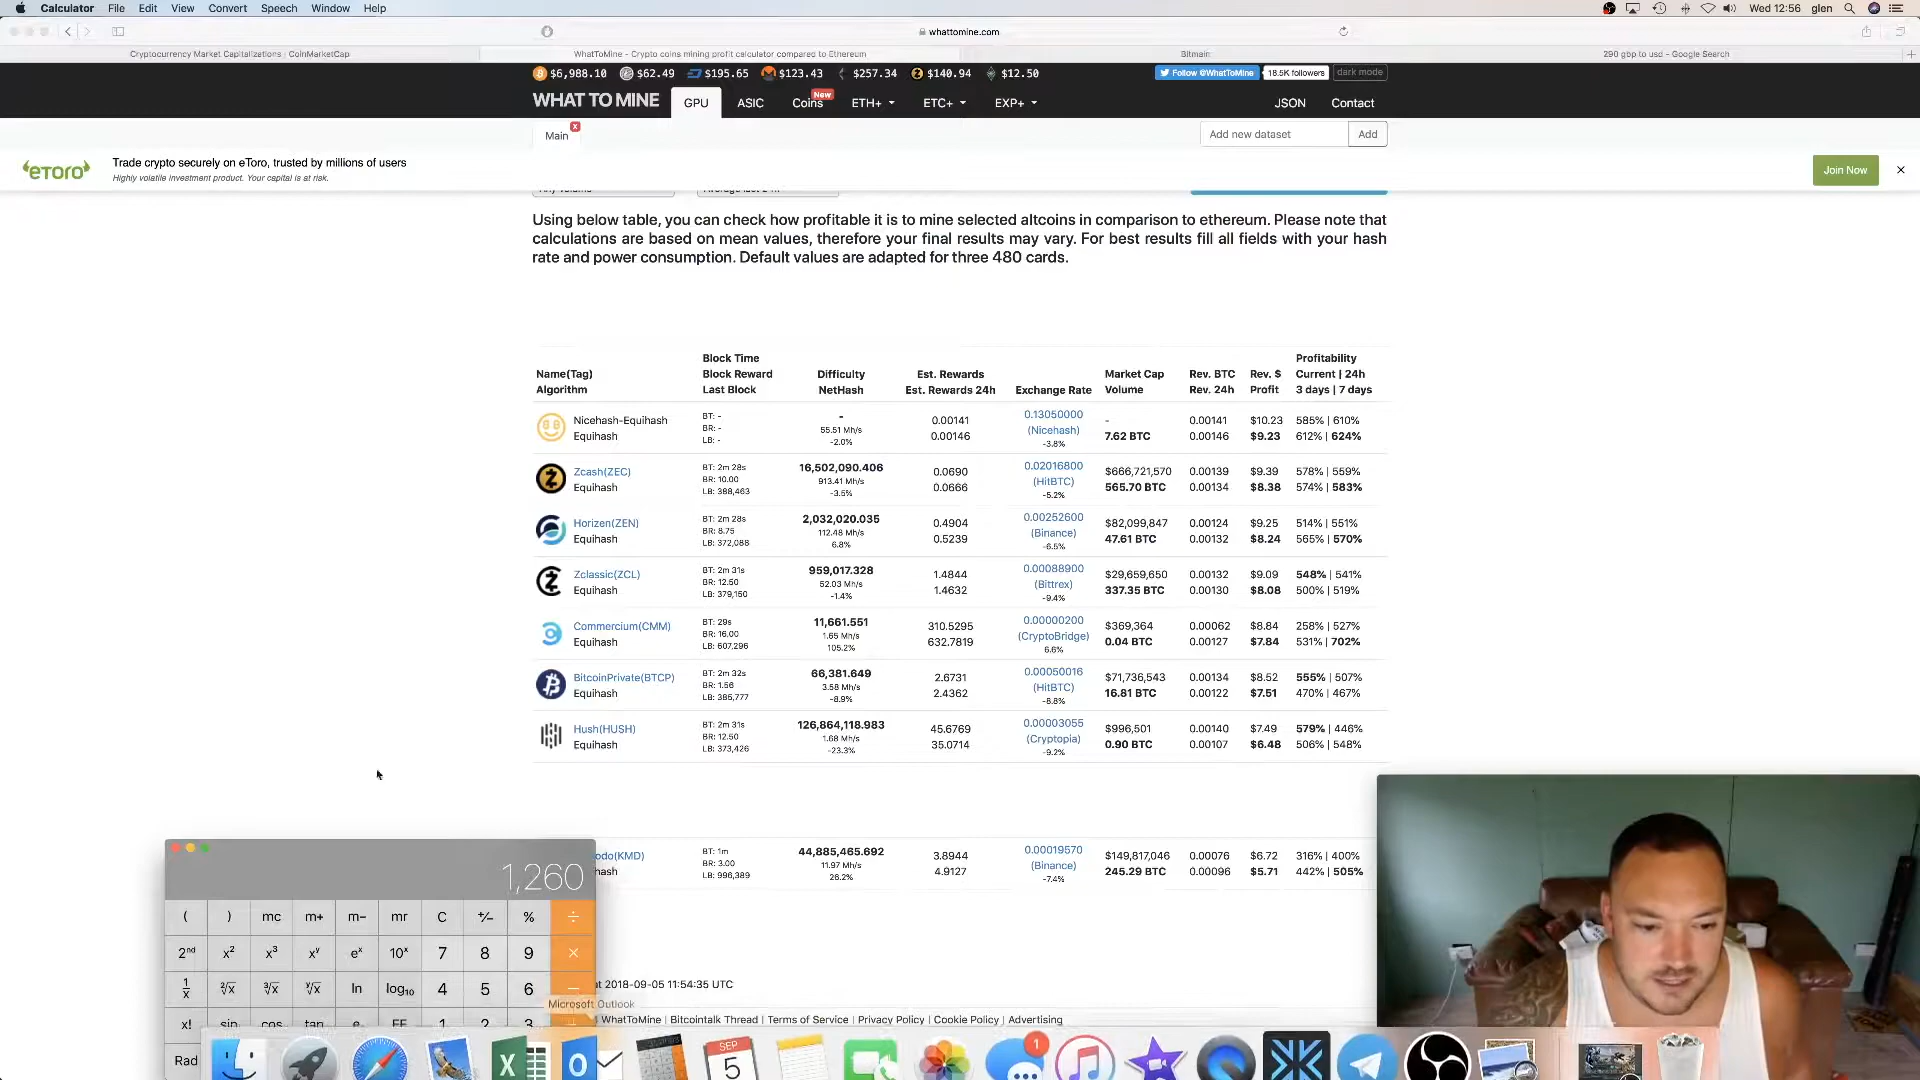 Calculator File Edit View Convert Speech Window Help Wed 12:56 glen
whattomine.com
Cryptocurrency Market Capitalizations | CoinMarketCap WhatToMine - Crypto coins mining profit calculator compared to Ethereum Bitmain 290 gbp to usd - Google Search
$6,988.10 $62.49 $195.65 $123.43 $257.34 $140.94 $12.50 Follow @WhatToMine 18.5K followers dark mode
WHAT TO MINE GPU ASIC Coins New ETH+ ETC+ EXP+ JSON Contact
Main x Add new dataset Add
eToro Trade crypto securely on eToro, trusted by millions of users Join Now
Highly volatile investment product. Your capital is at risk.
Using below table, you can check how profitable it is to mine selected altcoins in comparison to ethereum. Please note that
calculations are based on mean values, therefore your final results may vary. For best results fill all fields with your hash
rate and power consumption. Default values are adapted for three 480 cards.
Block Time Profitability
Name(Tag) Block Reward Difficulty Est. Rewards Market Cap Rev. BTC Rev. $ Current | 24h
Algorithm Last Block NetHash Est. Rewards 24h Exchange Rate Volume Rev. 24h Profit 3 days | 7 days
Nicehash-Equihash BT: - - 0.00141 0.13050000 - 0.00141 $10.23 585% | 610%
Equihash BR: - 55.51 Mh/s 0.00146 (Nicehash) 7.62 BTC 0.00146 $9.23 612% | 624%
LB: - -2.0% -3.8%
Zcash(ZEC) BT: 2m 28s 16,502,090.406 0.0690 0.02016800 $666,721,570 0.00139 $9.39 578% | 559%
Equihash BR: 10.00 913.41 Mh/s 0.0666 (HitBTC) 565.70 BTC 0.00134 $8.38 574% | 583%
LB: 388,463 -3.5% -5.2%
Horizen(ZEN) BT: 2m 28s 2,032,020.035 0.4904 0.00252600 $82,099,847 0.00124 $9.25 514% | 551%
Equihash BR: 8.75 112.48 Mh/s 0.5239 (Binance) 47.61 BTC 0.00132 $8.24 565% | 570%
LB: 372,088 6.8% -6.5%
Zclassic(ZCL) BT: 2m 31s 959,017.328 1.4844 0.00088900 $29,659,650 0.00132 $9.09 548% | 541%
Equihash BR: 12.50 52.03 Mh/s 1.4632 (Bittrex) 337.35 BTC 0.00130 $8.08 500% | 519%
LB: 379,150 -1.4% -9.4%
Commercium(CMM) BT: 29s 11,661.551 310.5295 0.00000200 $369,364 0.00062 $8.84 258% | 527%
Equihash BR: 16.00 1.65 Mh/s 632.7819 (CryptoBridge) 0.04 BTC 0.00127 $7.84 531% | 702%
LB: 607,296 105.2% 6.6%
BitcoinPrivate(BTCP) BT: 2m 32s 66,381.649 2.6731 0.00050016 $71,736,543 0.00134 $8.52 555% | 507%
Equihash BR: 1.56 3.58 Mh/s 2.4362 (HitBTC) 16.81 BTC 0.00122 $7.51 470% | 467%
LB: 385,777 -8.9% -8.8%
Hush(HUSH) BT: 2m 31s 126,864,118.983 45.6769 0.00003055 $996,501 0.00140 $7.49 579% | 446%
Equihash BR: 12.50 1.68 Mh/s 35.0714 (Cryptopia) 0.90 BTC 0.00107 $6.48 506% | 548%
LB: 373,426 -23.3% -9.2%
odo(KMD) BT: 1m 44,885,465.692 3.8944 0.00019570 $149,817,046 0.00076 $6.72 316% | 400%
hash BR: 3.00 11.97 Mh/s 4.9127 (Binance) 245.29 BTC 0.00096 $5.71 442% | 505%
LB: 996,389 26.2% -7.4%
1,260
( ) mc m+ m- mr C +/- % ÷
2nd x² x³ xʸ eˣ 10ˣ 7 8 9 ×
1/x ²√x ³√x ʸ√x ln log₁₀ 4 5 6 −
at 2018-09-05 11:54:35 UTC
Microsoft Outlook
x! sin cos tan e EE 1 2 3
WhatToMine | Bitcointalk Thread | Terms of Service | Privacy Policy | Cookie Policy | Advertising
Rad
SEP
5
1